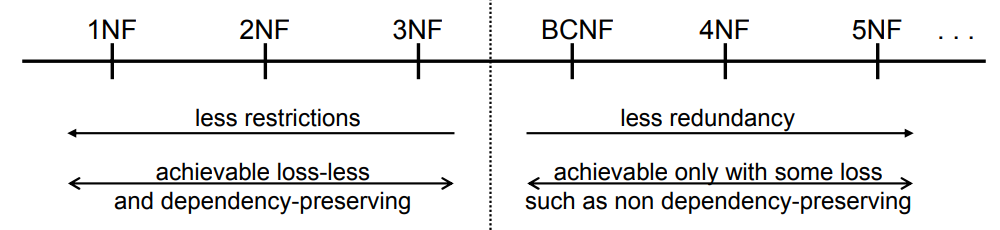 1NF 2NF 3NF BCNF 4NF 5NF . . .
less restrictions
less redundancy
achievable loss-less
and dependency-preserving
achievable only with some loss
such as non dependency-preserving